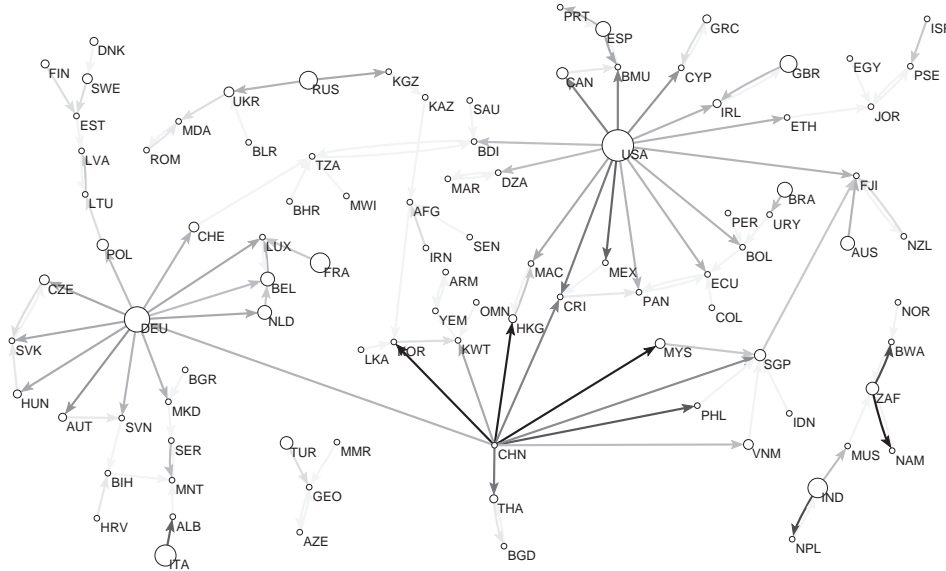 PRT
ESP
GRC
ISR
DNK
FIN
SWE
RUS
KGZ
CAN
BMU
CYP
GBR
EGY
PSE
UKR
KAZ
SAU
IRL
ETH
JOR
EST
MDA
BLR
ROM
LVA
TZA
BDI
USA
MAR
DZA
FJI
LTU
BHR
MWI
AFG
PER
BRA
URY
CHE
SEN
AUS
NZL
POL
LUX
IRN
BOL
FRA
MAC
MEX
CZE
BEL
ARM
ECU
CRI
PAN
OMN
COL
NOR
DEU
NLD
YEM
HKG
SVK
LKA
KOR
KWT
MYS
SGP
BWA
BGR
HUN
MKD
ZAF
AUT
SVN
PHL
IDN
SER
TUR
MMR
CHN
VNM
MUS
NAM
BIH
MNT
GEO
IND
HRV
ALB
THA
AZE
BGD
NPL
ITA